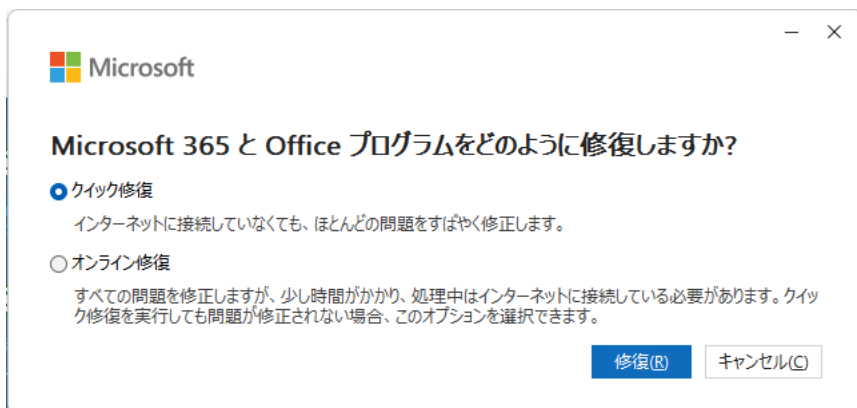 Microsoft
Microsoft 365 と Office プログラムをどのように修復しますか?
クイック修復
インターネットに接続していなくても、ほとんどの問題をすばやく修正します。
オンライン修復
すべての問題を修正しますが、少し時間がかかり、処理中はインターネットに接続している必要があります。クイッ
ク修復を実行しても問題が修正されない場合、このオプションを選択できます。
修復(R) キャンセル(C)